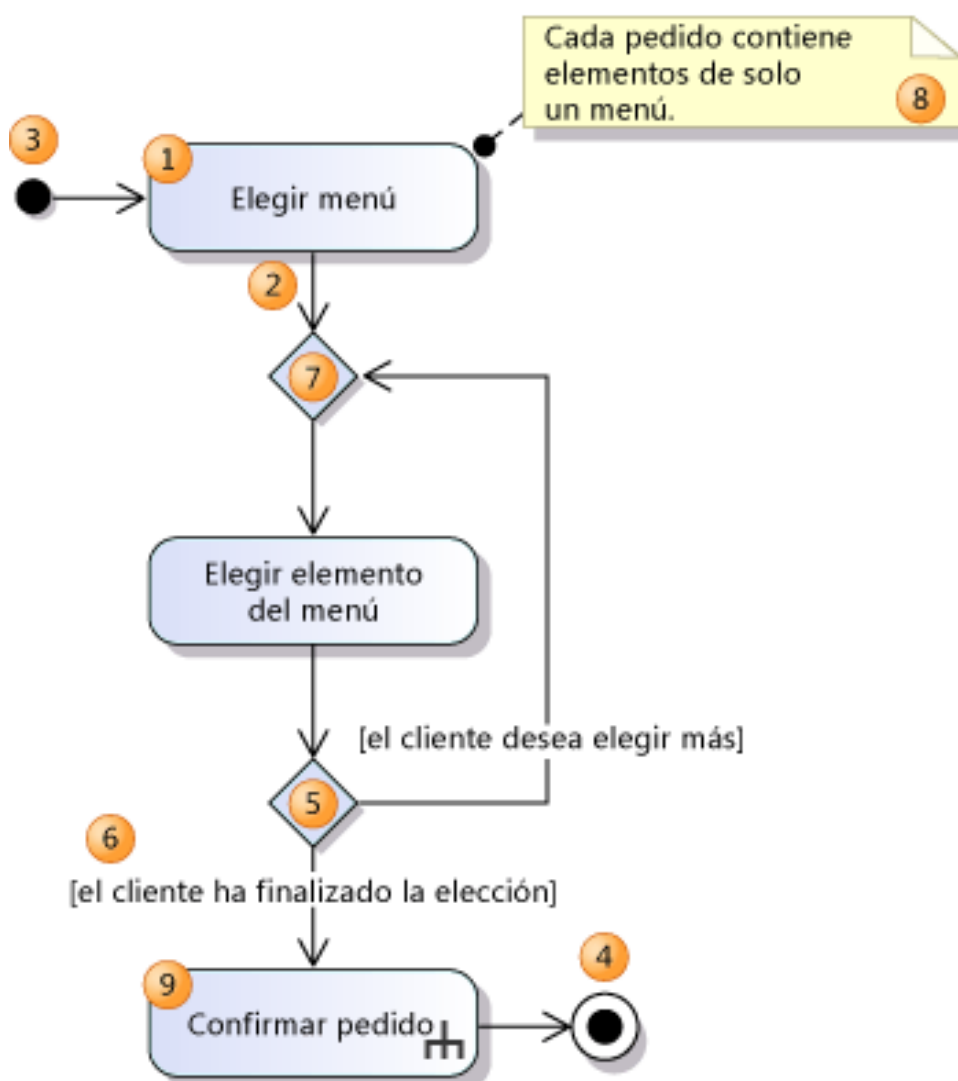 Cada pedido contiene
elementos de solo
un menú.
8
3
1
Elegir menú
2
7
Elegir elemento
del menú
[el cliente desea elegir más]
5
6
[el cliente ha finalizado la elección]
4
9
Confirmar pedido